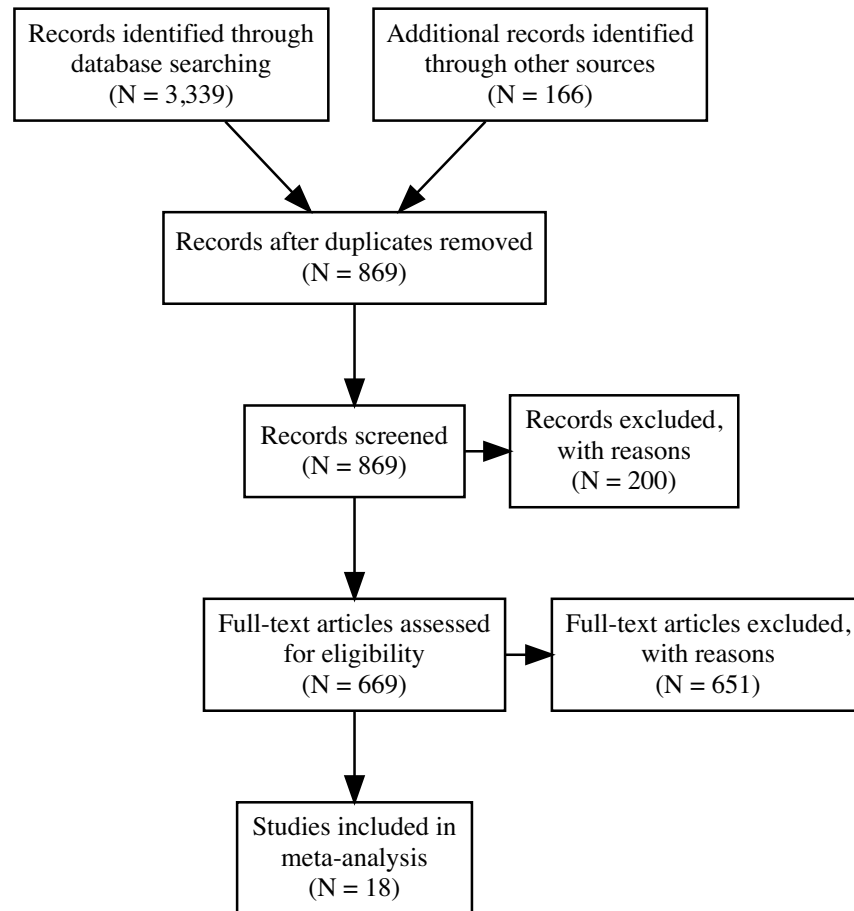 Records identified through
database searching
(N = 3,339)
Additional records identified
through other sources
(N = 166)
Records after duplicates removed
(N = 869)
Records screened
(N = 869)
Records excluded,
with reasons
(N = 200)
Full-text articles assessed
for eligibility
(N = 669)
Full-text articles excluded,
with reasons
(N = 651)
Studies included in
meta-analysis
(N = 18)